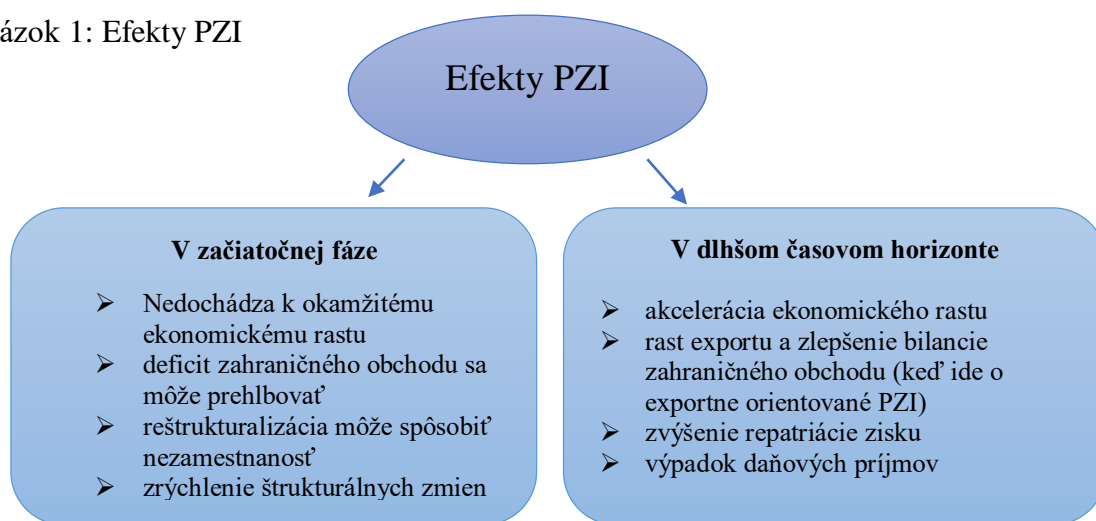 ázok 1: Efekty PZI
Efekty PZI
V začiatočnej fáze
➢ Nedochádza k okamžitému
ekonomickému rastu
➢ deficit zahraničného obchodu sa
môže prehlbovať
➢ reštrukturalizácia môže spôsobiť
nezamestnanosť
➢ zrýchlenie štrukturálnych zmien
V dlhšom časovom horizonte
➢ akcelerácia ekonomického rastu
➢ rast exportu a zlepšenie bilancie
zahraničného obchodu (keď ide o
exportne orientované PZI)
➢ zvýšenie repatriácie zisku
➢ výpadok daňových príjmov